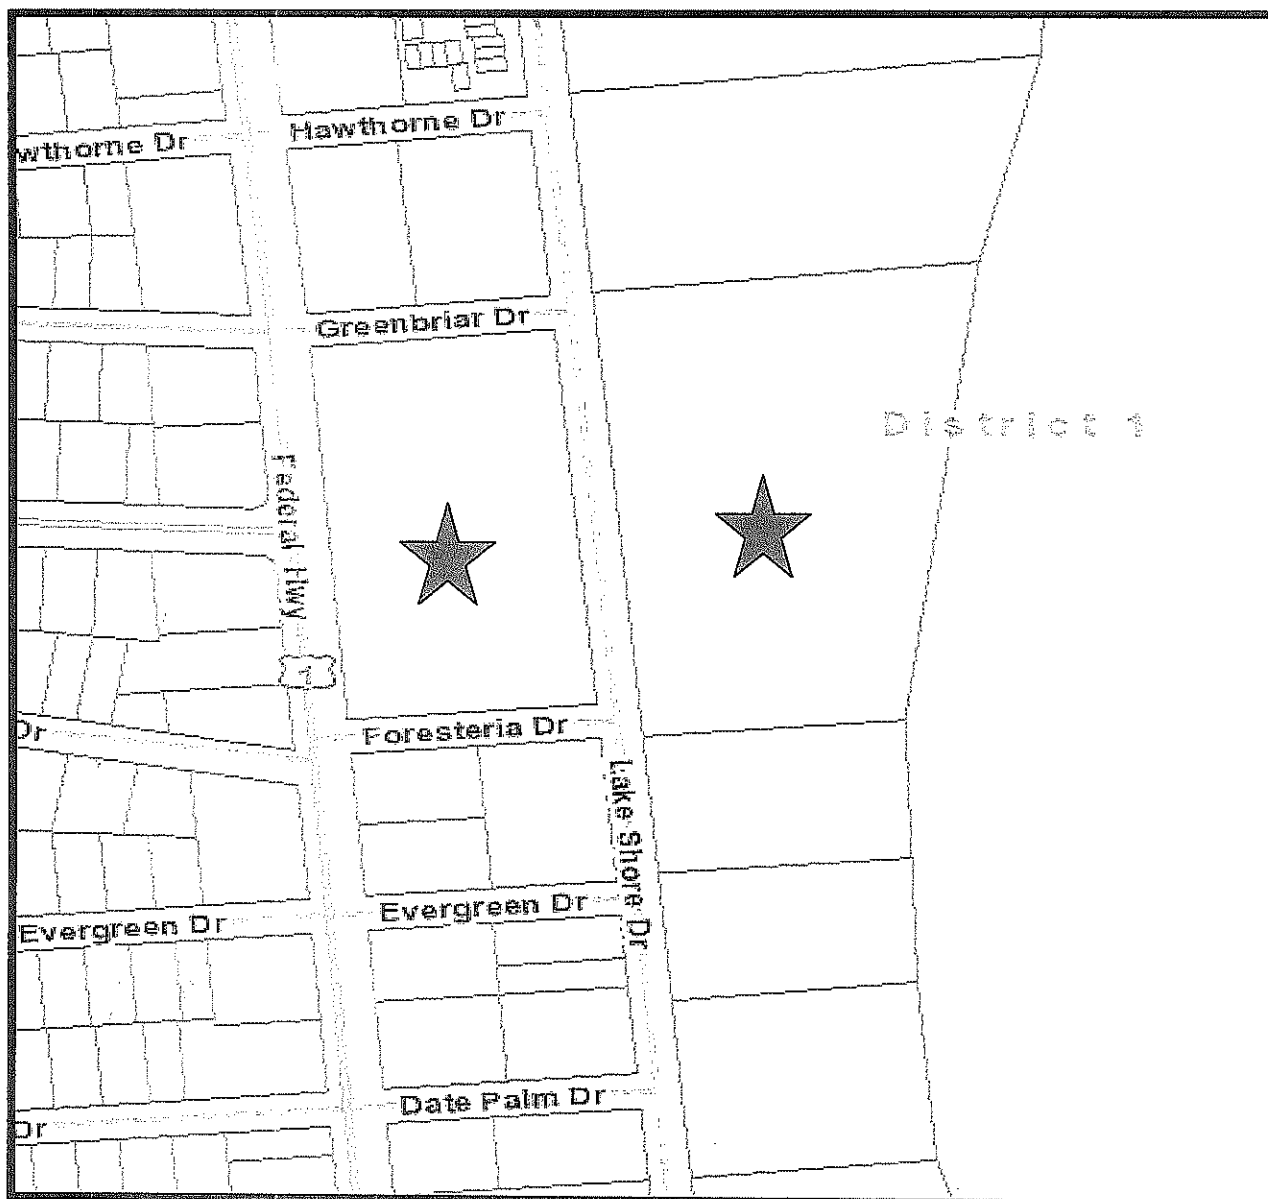 Hawthorne Dr
wthorne Dr
Greenbriar Dr
District 1
Federal Hwy
1
Dr
Foresteria Dr
Lake Shore Dr
Evergreen Dr
Evergreen Dr
Date Palm Dr
Dr